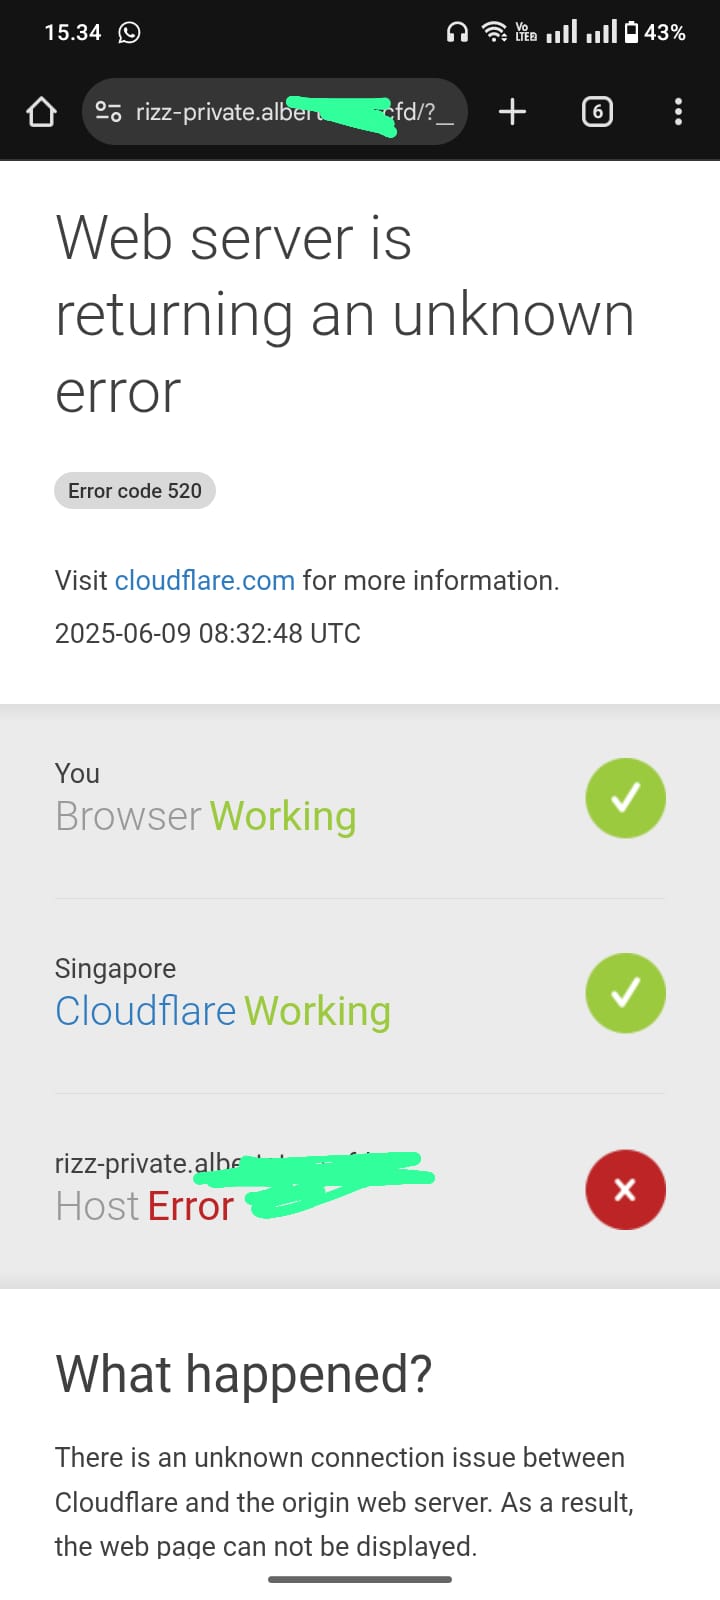 15.34
Vo
LTE2
43%
rizz-private.alber cfd/?_
6
Web server is
returning an unknown
error
Error code 520
Visit cloudflare.com for more information.
2025-06-09 08:32:48 UTC
You
Browser Working
Singapore
Cloudflare Working
rizz-private.albe
Host Error
What happened?
There is an unknown connection issue between
Cloudflare and the origin web server. As a result,
the web page can not be displayed.